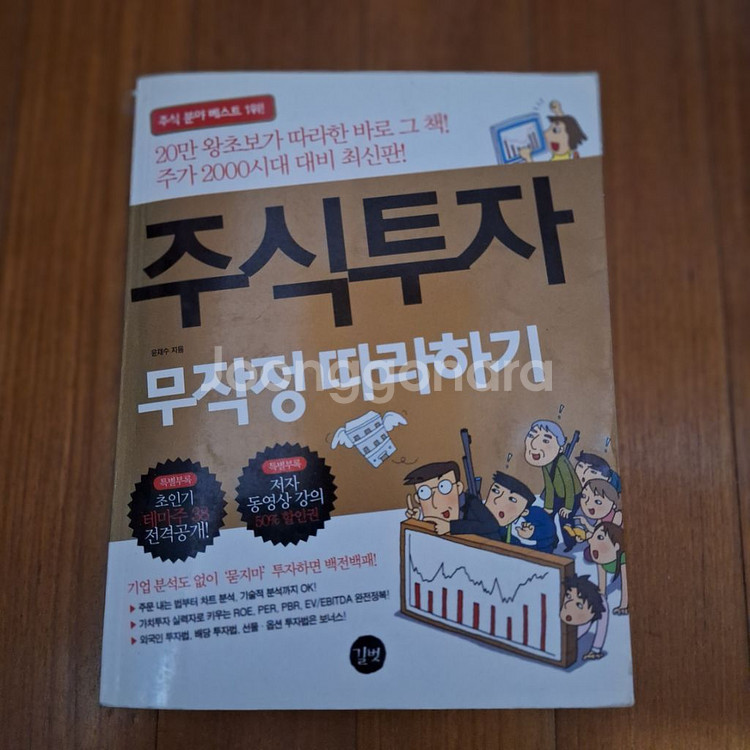 주식 분야 베스트 1위!
20만 왕초보가 따라한 바로 그 책!
주가 2000시대 대비 최신판!
주식투자
윤재수 지음
무작정 따라하기
Joonggonara
특별부록
초인기
테마주 38
전격공개!
특별부록
저자
동영상 강의
50% 할인권
기업 분석도 없이 '묻지마' 투자하면 백전백패!
▶ 주문 내는 법부터 차트 분석, 기술적 분석까지 OK!
▶ 가치투자 실력자로 키우는 ROE, PER, PBR, EV/EBITDA 완전정복!
▶ 외국인 투자법, 배당 투자법, 선물·옵션 투자법은 보너스!
길벗